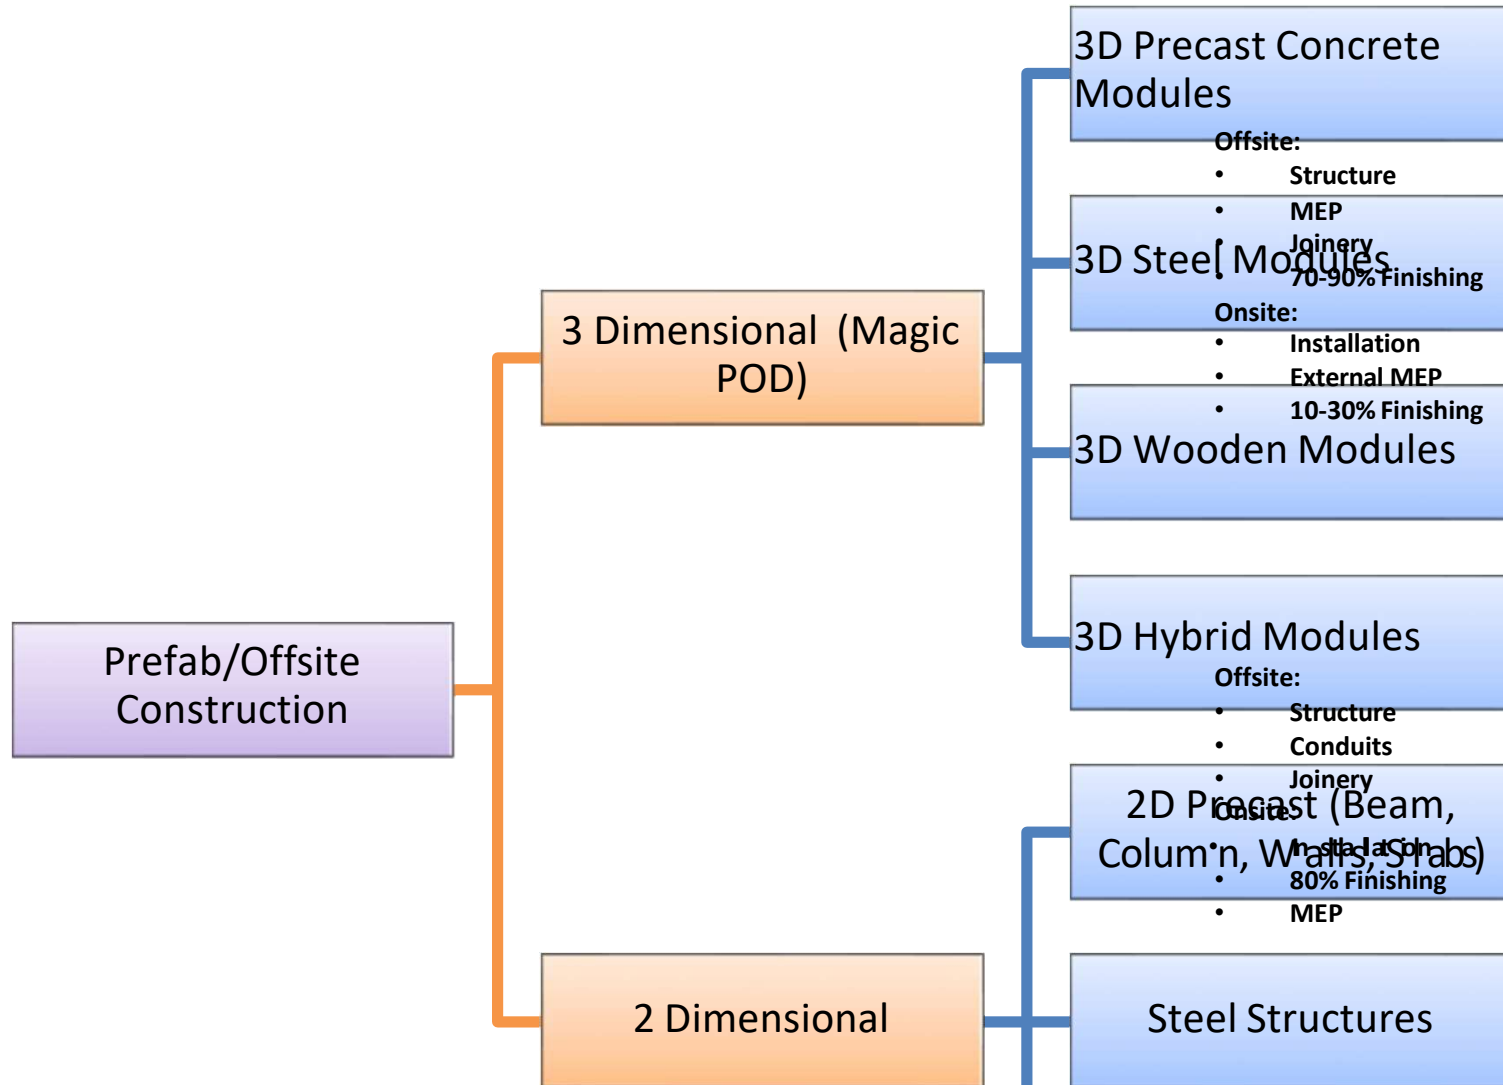 3D Precast Concrete
Modules
Offsite:
• Structure
• MEP
• Joinery
• 70-90% Finishing
3D Steel Modules
Onsite:
• Installation
• External MEP
• 10-30% Finishing
3 Dimensional (Magic
POD)
3D Wooden Modules
3D Hybrid Modules
Prefab/Offsite
Construction
Offsite:
• Structure
• Conduits
• Joinery
2D Precast (Beam,
Column, Walls, Slabs)
Onsite:
• Installation
• 80% Finishing
• MEP
2 Dimensional
Steel Structures